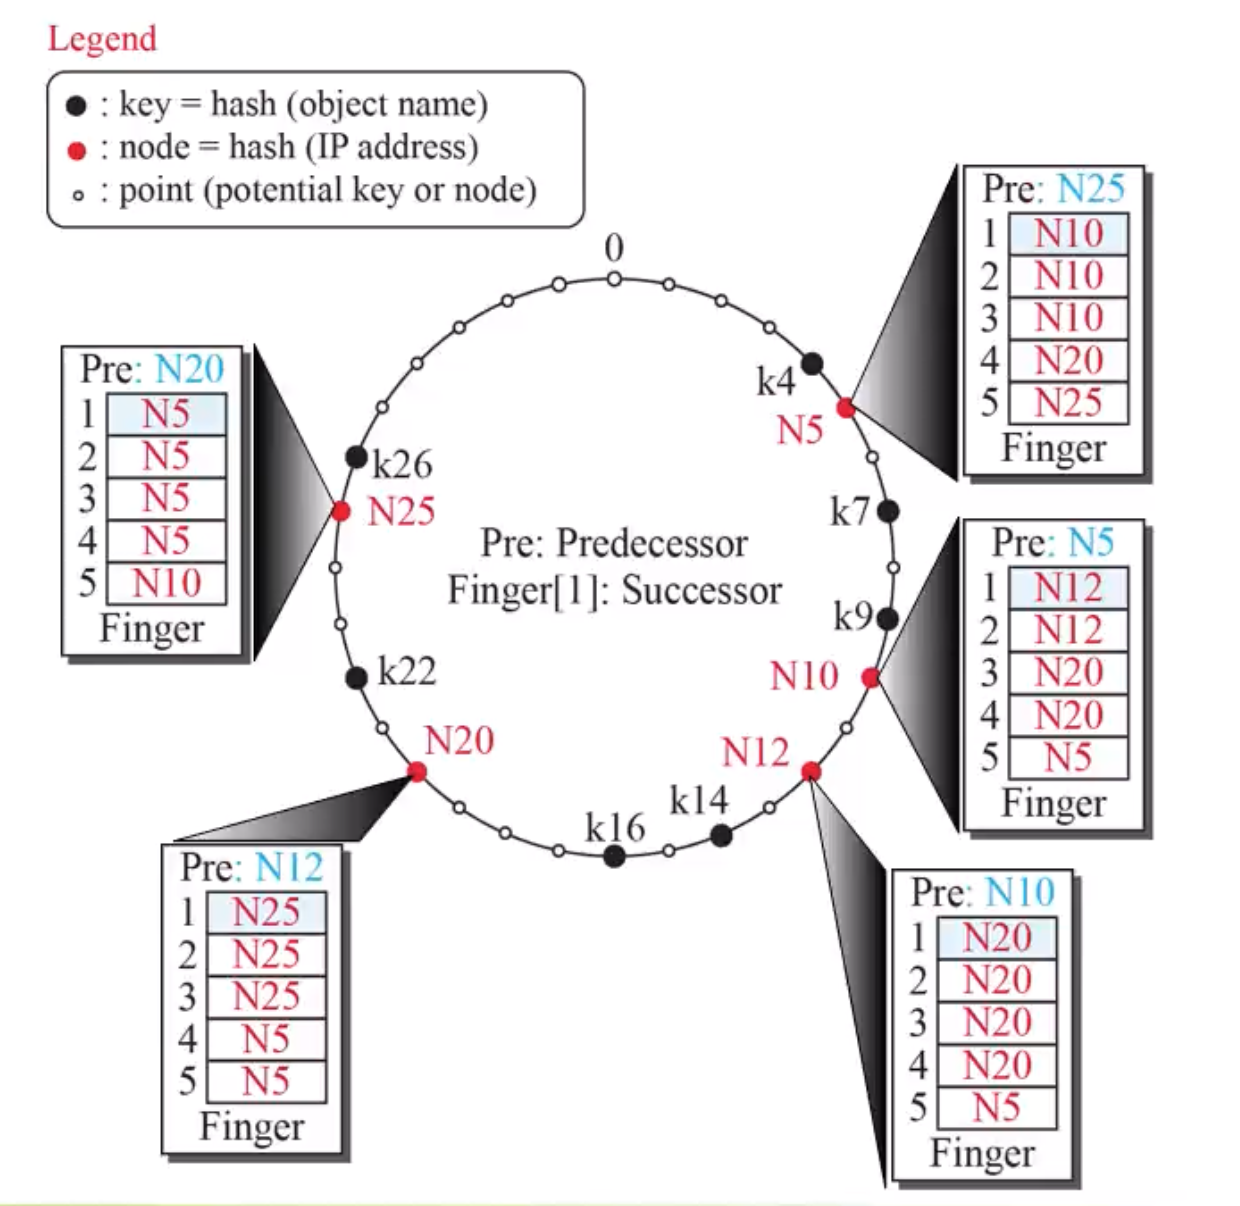 Legend
: key = hash (object name)
: node = hash (IP address)
: point (potential key or node)
0
k4
N5
k7
k9
N10
N12
k14
k16
N20
k22
N25
k26
Pre: Predecessor
Finger[1]: Successor
Pre: N25
1 N10
2 N10
3 N10
4 N20
5 N25
Finger
Pre: N5
1 N12
2 N12
3 N20
4 N20
5 N5
Finger
Pre: N10
1 N20
2 N20
3 N20
4 N20
5 N5
Finger
Pre: N12
1 N25
2 N25
3 N25
4 N5
5 N5
Finger
Pre: N20
1 N5
2 N5
3 N5
4 N5
5 N10
Finger